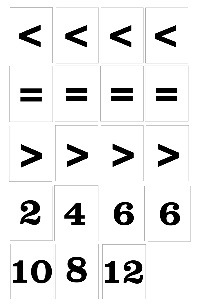 < < < <
= = = =
> > > >
2 4 6 6
10 8 12